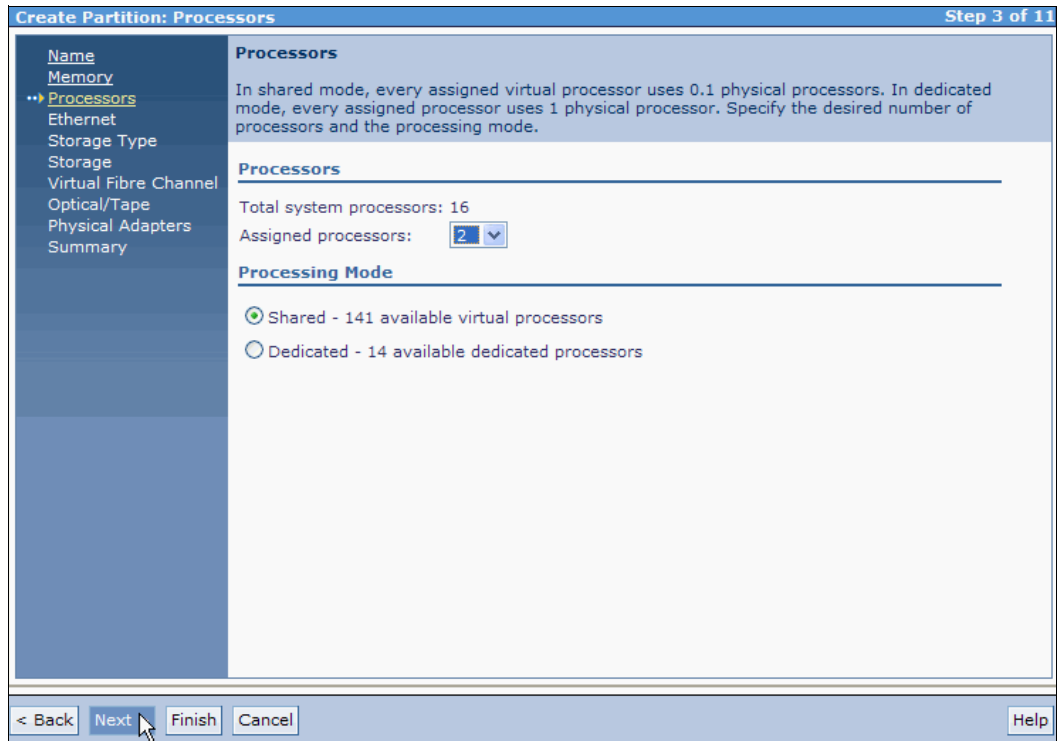 Create Partition: Processors
Step 3 of 11
Name
Memory
Processors
Ethernet
Storage Type
Storage
Virtual Fibre Channel
Optical/Tape
Physical Adapters
Summary
Processors
In shared mode, every assigned virtual processor uses 0.1 physical processors. In dedicated
mode, every assigned processor uses 1 physical processor. Specify the desired number of
processors and the processing mode.
Processors
Total system processors: 16
Assigned processors: 2
Processing Mode
Shared - 141 available virtual processors
Dedicated - 14 available dedicated processors
< Back Next Finish Cancel Help